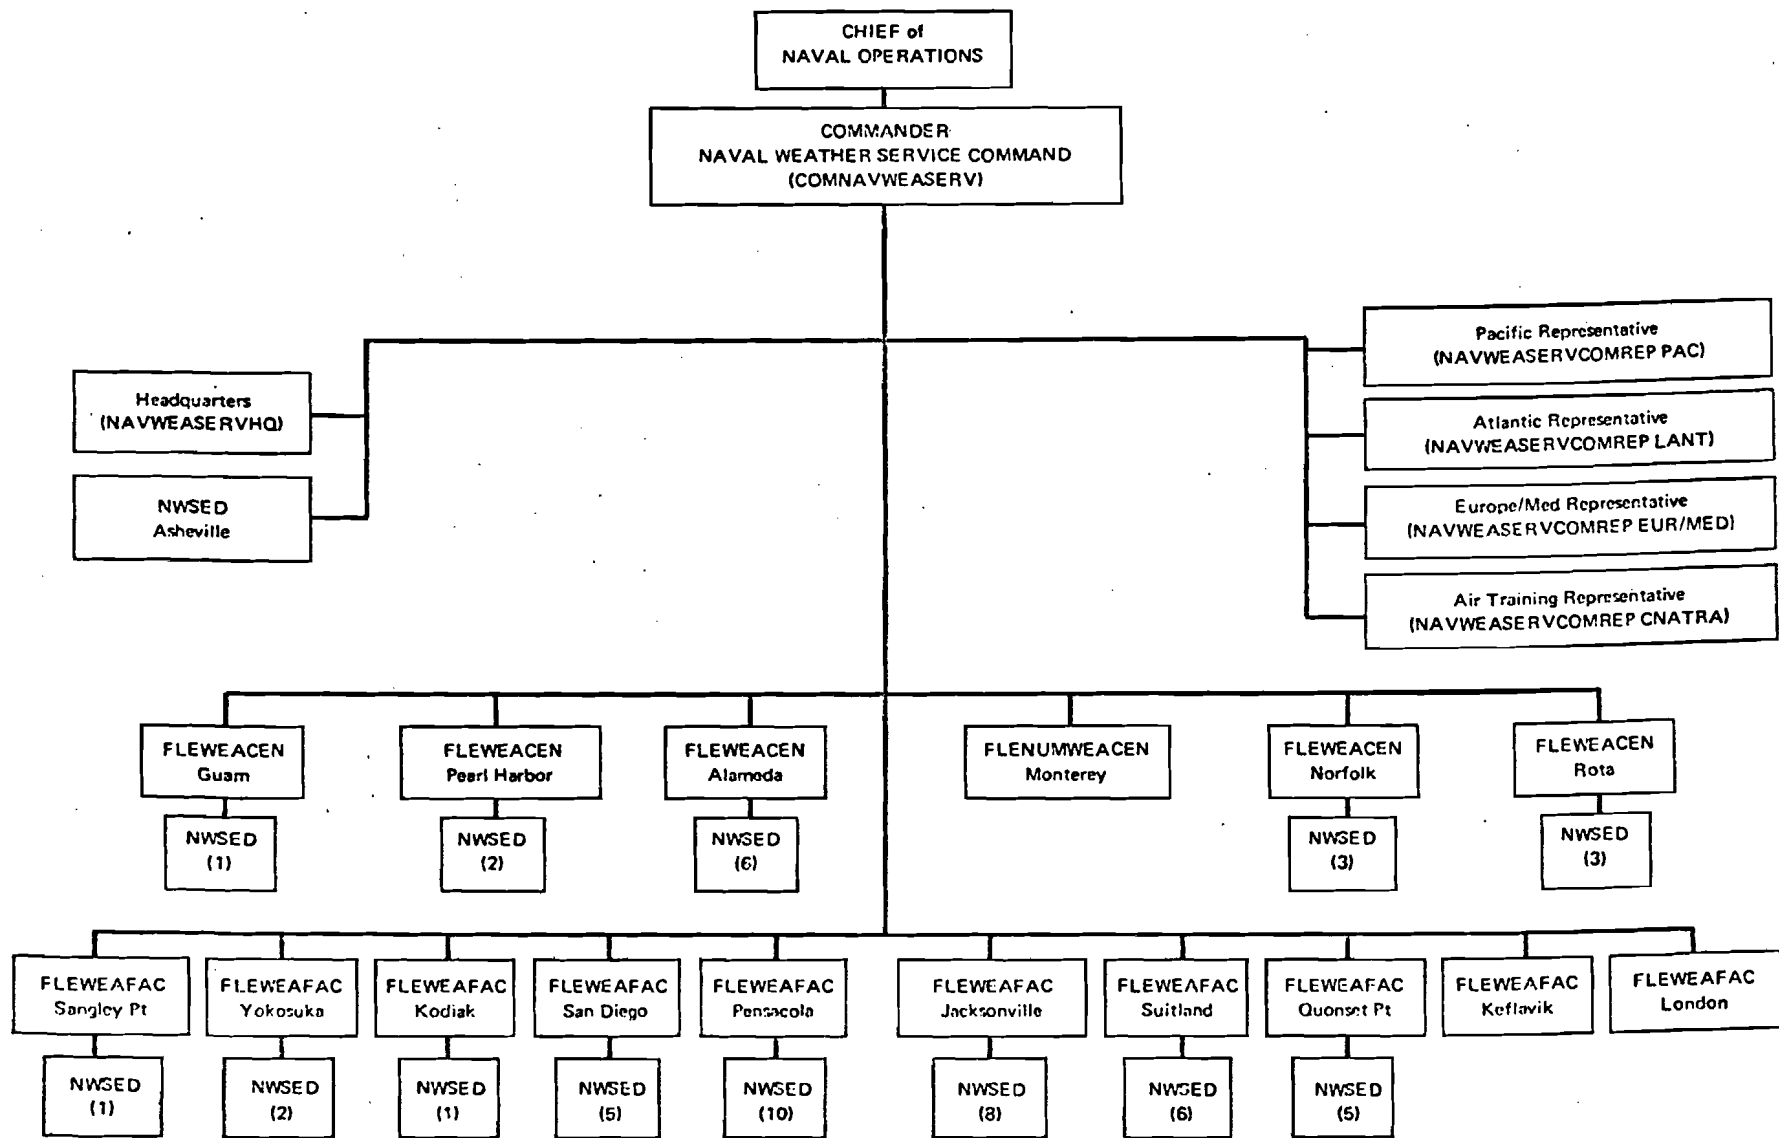 CHIEF of
NAVAL OPERATIONS
COMMANDER
NAVAL WEATHER SERVICE COMMAND
(COMNAVWEASERV)
Headquarters
(NAVWEASERVHQ)
NWSED
Asheville
Pacific Representative
(NAVWEASERVCOMREP PAC)
Atlantic Representative
(NAVWEASERVCOMREP LANT)
Europe/Med Representative
(NAVWEASERVCOMREP EUR/MED)
Air Training Representative
(NAVWEASERVCOMREP CNATRA)
FLEWEACEN
Guam
FLEWEACEN
Pearl Harbor
FLEWEACEN
Alamoda
FLENUMWEACEN
Monterey
FLEWEACEN
Norfolk
FLEWEACEN
Rota
NWSED
(1)
NWSED
(2)
NWSED
(6)
NWSED
(3)
NWSED
(3)
FLEWEAFAC
Sangley Pt
FLEWEAFAC
Yokosuka
FLEWEAFAC
Kodiak
FLEWEAFAC
San Diego
FLEWEAFAC
Pensacola
FLEWEAFAC
Jacksonville
FLEWEAFAC
Suitland
FLEWEAFAC
Quonset Pt
FLEWEAFAC
Keflavik
FLEWEAFAC
London
NWSED
(1)
NWSED
(2)
NWSED
(1)
NWSED
(5)
NWSED
(10)
NWSED
(8)
NWSED
(6)
NWSED
(5)